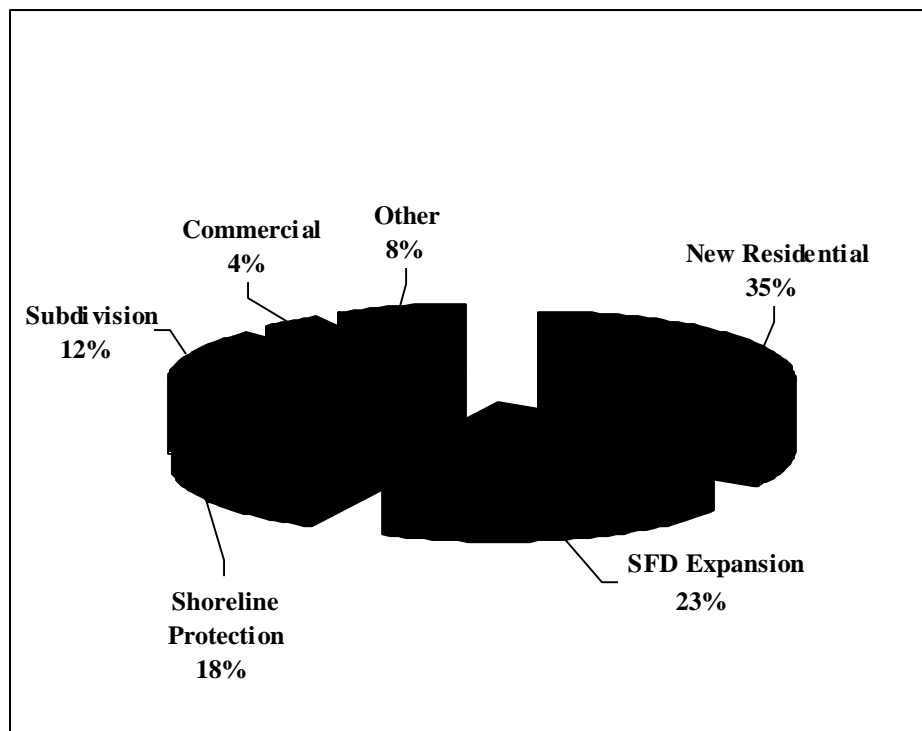 Other
8%
Commercial
4%
New Residential
35%
Subdivision
12%
SFD Expansion
23%
Shoreline
Protection
18%